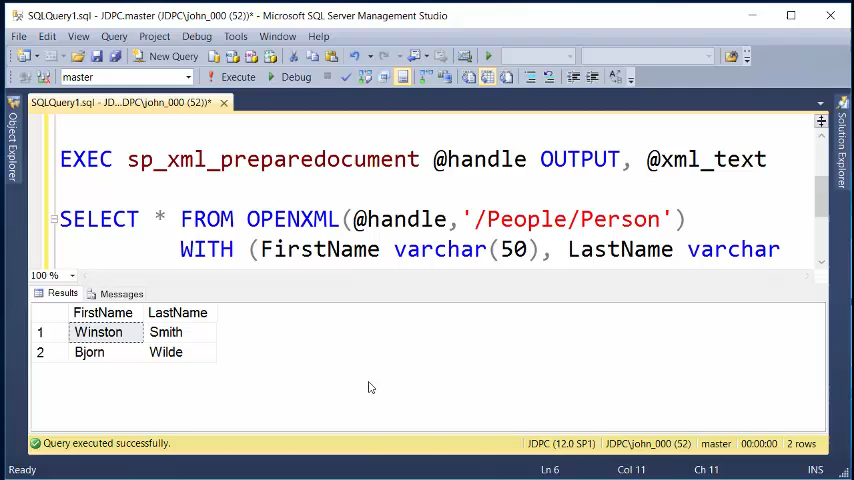 SQLQuery1.sql - JDPC.master (JDPC\john_000 (52))* - Microsoft SQL Server Management Studio
File Edit View Query Project Debug Tools Window Help
New Query
master Execute Debug
SQLQuery1.sql - JD...DPC\john_000 (52))*
Object Explorer
Solution Explorer
EXEC sp_xml_preparedocument @handle OUTPUT, @xml_text
SELECT * FROM OPENXML(@handle,'/People/Person')
WITH (FirstName varchar(50), LastName varchar
100 %
Results Messages
FirstName LastName
1 Winston Smith
2 Bjorn Wilde
Query executed successfully. JDPC (12.0 SP1) JDPC\john_000 (52) master 00:00:00 2 rows
Ready Ln 6 Col 11 Ch 11 INS